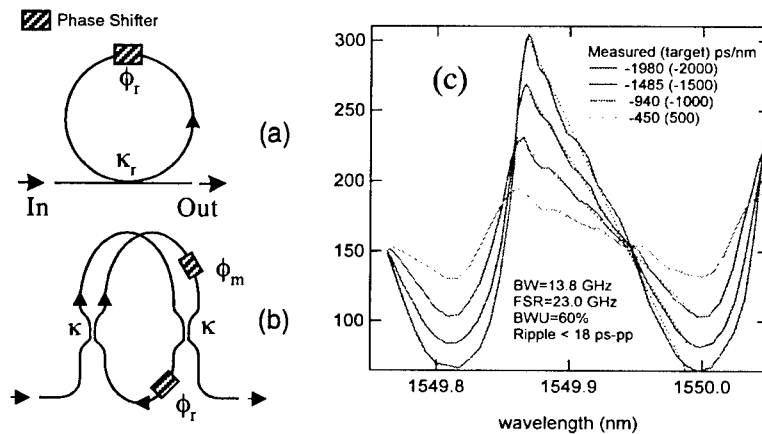 Phase Shifter
ϕr
κr
In
Out
(a)
ϕm
κ
κ
(b)
ϕr
(c)
Measured (target) ps/nm
-1980 (-2000)
-1485 (-1500)
-940 (-1000)
-450 (500)
300
250
200
150
100
BW=13.8 GHz
FSR=23.0 GHz
BWU=60%
Ripple < 18 ps-pp
1549.8
1549.9
1550.0
wavelength (nm)